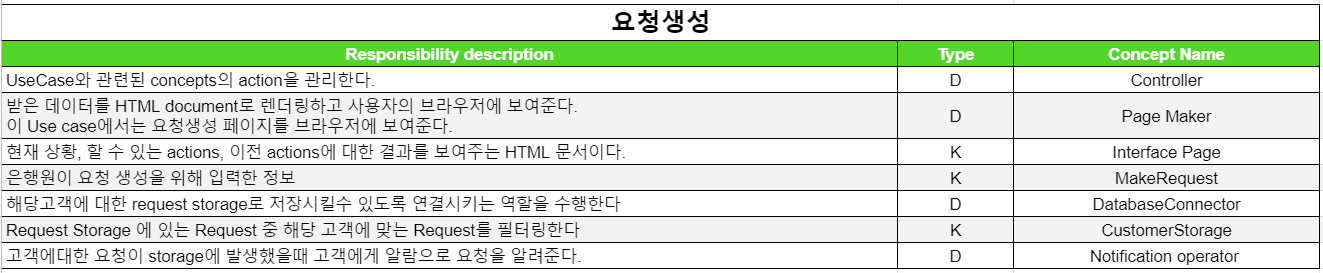 요청생성
Responsibility description Type Concept Name
UseCase와 관련된 concepts의 action을 관리한다. D Controller
받은 데이터를 HTML document로 렌더링하고 사용자의 브라우저에 보여준다.
이 Use case에서는 요청생성 페이지를 브라우저에 보여준다. D Page Maker
현재 상황, 할 수 있는 actions, 이전 actions에 대한 결과를 보여주는 HTML 문서이다. K Interface Page
은행원이 요청 생성을 위해 입력한 정보 K MakeRequest
해당고객에 대한 request storage로 저장시킬수 있도록 연결시키는 역할을 수행한다 D DatabaseConnector
Request Storage 에 있는 Request 중 해당 고객에 맞는 Request를 필터링한다 K CustomerStorage
고객에대한 요청이 storage에 발생했을때 고객에게 알람으로 요청을 알려준다. D Notification operator